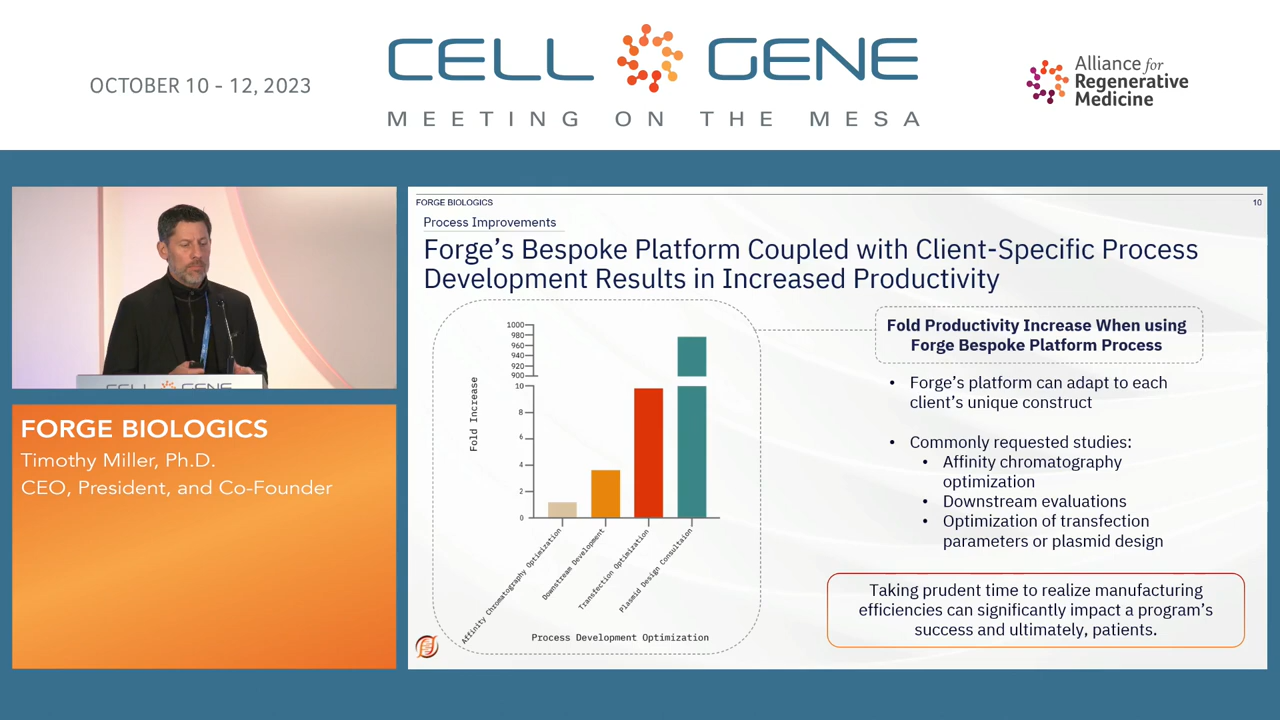 OCTOBER 10 - 12, 2023
CELL GENE
MEETING ON THE MESA
Alliance for
Regenerative
Medicine
CELL GENE
FORGE BIOLOGICS
Timothy Miller, Ph.D.
CEO, President, and Co-Founder
FORGE BIOLOGICS
10
Process Improvements
Forge's Bespoke Platform Coupled with Client-Specific Process
Development Results in Increased Productivity
Fold Increase
1000
980
960
940
920
900
10
8
6
4
2
0
Affinity Chromatography Optimization
Downstream Development
Transfection Optimization
Plasmid Design Consultaion
Process Development Optimization
Fold Productivity Increase When using
Forge Bespoke Platform Process
• Forge's platform can adapt to each
client's unique construct
• Commonly requested studies:
• Affinity chromatography
optimization
• Downstream evaluations
• Optimization of transfection
parameters or plasmid design
Taking prudent time to realize manufacturing
efficiencies can significantly impact a program's
success and ultimately, patients.